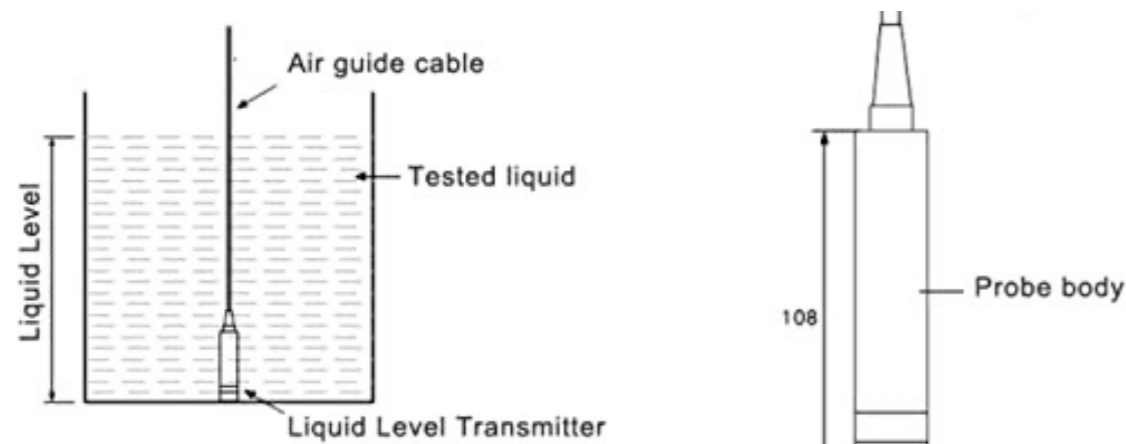 Air guide cable
Tested liquid
Liquid Level
Liquid Level Transmitter
Probe body
108